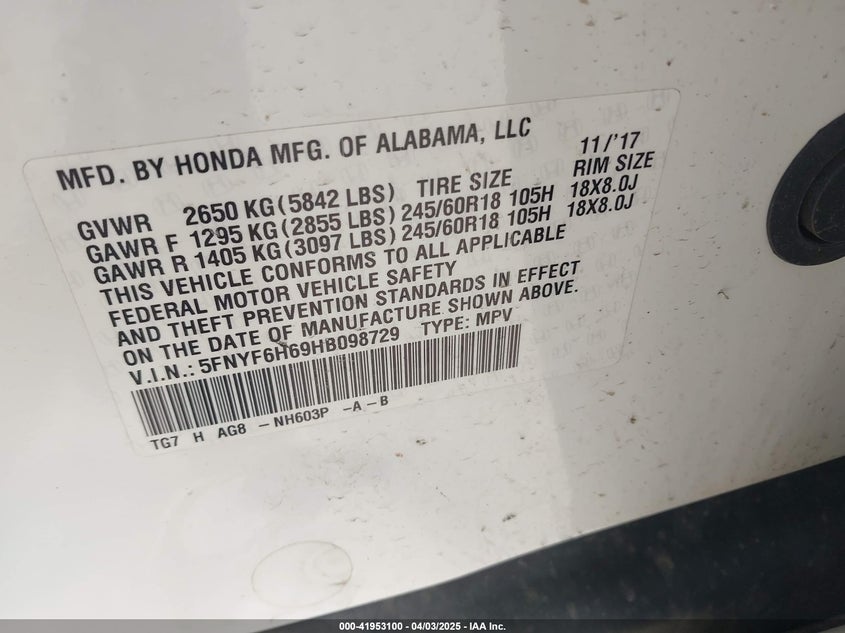 MFD. BY HONDA MFG. OF ALABAMA, LLC 11/'17
GVWR 2650 KG(5842 LBS) TIRE SIZE RIM SIZE
GAWR F 1295 KG(2855 LBS) 245/60R18 105H 18X8.0J
GAWR R 1405 KG(3097 LBS) 245/60R18 105H 18X8.0J
THIS VEHICLE CONFORMS TO ALL APPLICABLE
FEDERAL MOTOR VEHICLE SAFETY
AND THEFT PREVENTION STANDARDS IN EFFECT
ON THE DATE OF MANUFACTURE SHOWN ABOVE.
V.I.N.: 5FNYF6H69HB098729 TYPE: MPV
TG7 H AG8 - NH603P -A-B
000-41953100 - 04/03/2025 - IAA Inc.